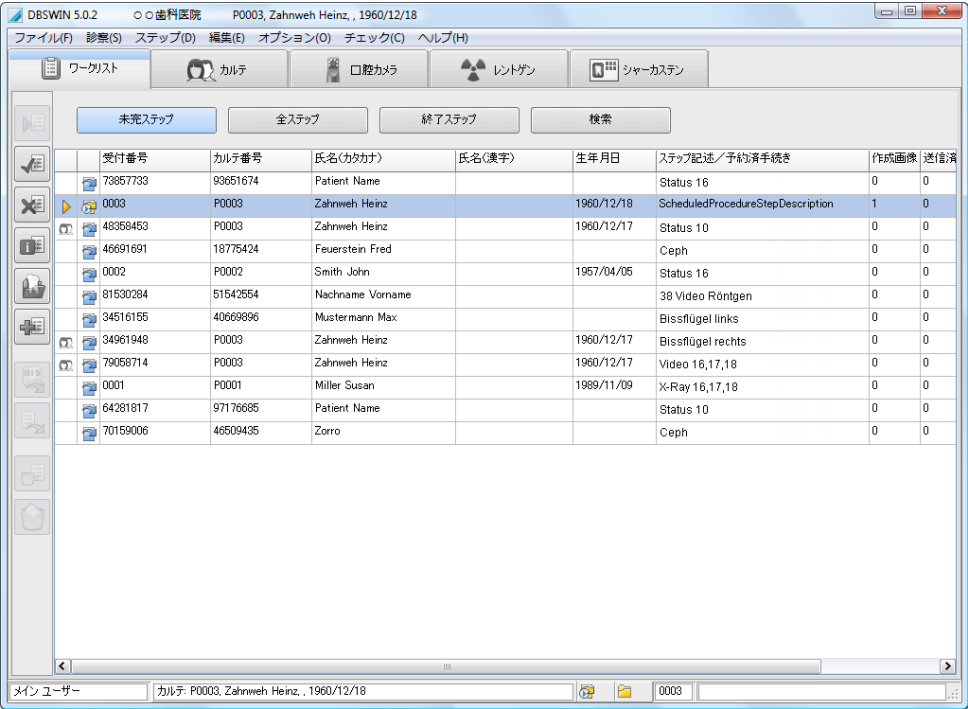 DBSWIN 5.0.2 ○○歯科医院 P0003, Zahnweh Heinz, , 1960/12/18
ファイル(F) 診察(S) ステップ(D) 編集(E) オプション(O) チェック(C) ヘルプ(H)
ワークリスト カルテ 口腔カメラ レントゲン シャーカステン
未完ステップ 全ステップ 終了ステップ 検索
受付番号 カルテ番号 氏名(カタカナ) 氏名(漢字) 生年月日 ステップ記述/予約済手続き 作成画像 送信済
73857733 93651674 Patient Name Status 16 0 0
0003 P0003 Zahnweh Heinz 1960/12/18 ScheduledProcedureStepDescription 1 0
48358453 P0003 Zahnweh Heinz 1960/12/17 Status 10 0 0
46691691 18775424 Feuerstein Fred Ceph 0 0
0002 P0002 Smith John 1957/04/05 Status 16 0 0
81530284 51542554 Nachname Vorname 38 Video Röntgen 0 0
34516155 40669896 Mustermann Max Bissflügel links 0 0
34961948 P0003 Zahnweh Heinz 1960/12/17 Bissflügel rechts 0 0
79058714 P0003 Zahnweh Heinz 1960/12/17 Video 16,17,18 0 0
0001 P0001 Miller Susan 1989/11/09 X-Ray 16,17,18 0 0
64281817 97176685 Patient Name Status 10 0 0
70159006 46509435 Zorro Ceph 0 0
メイン ユーザー カルテ: P0003, Zahnweh Heinz, , 1960/12/18 0003